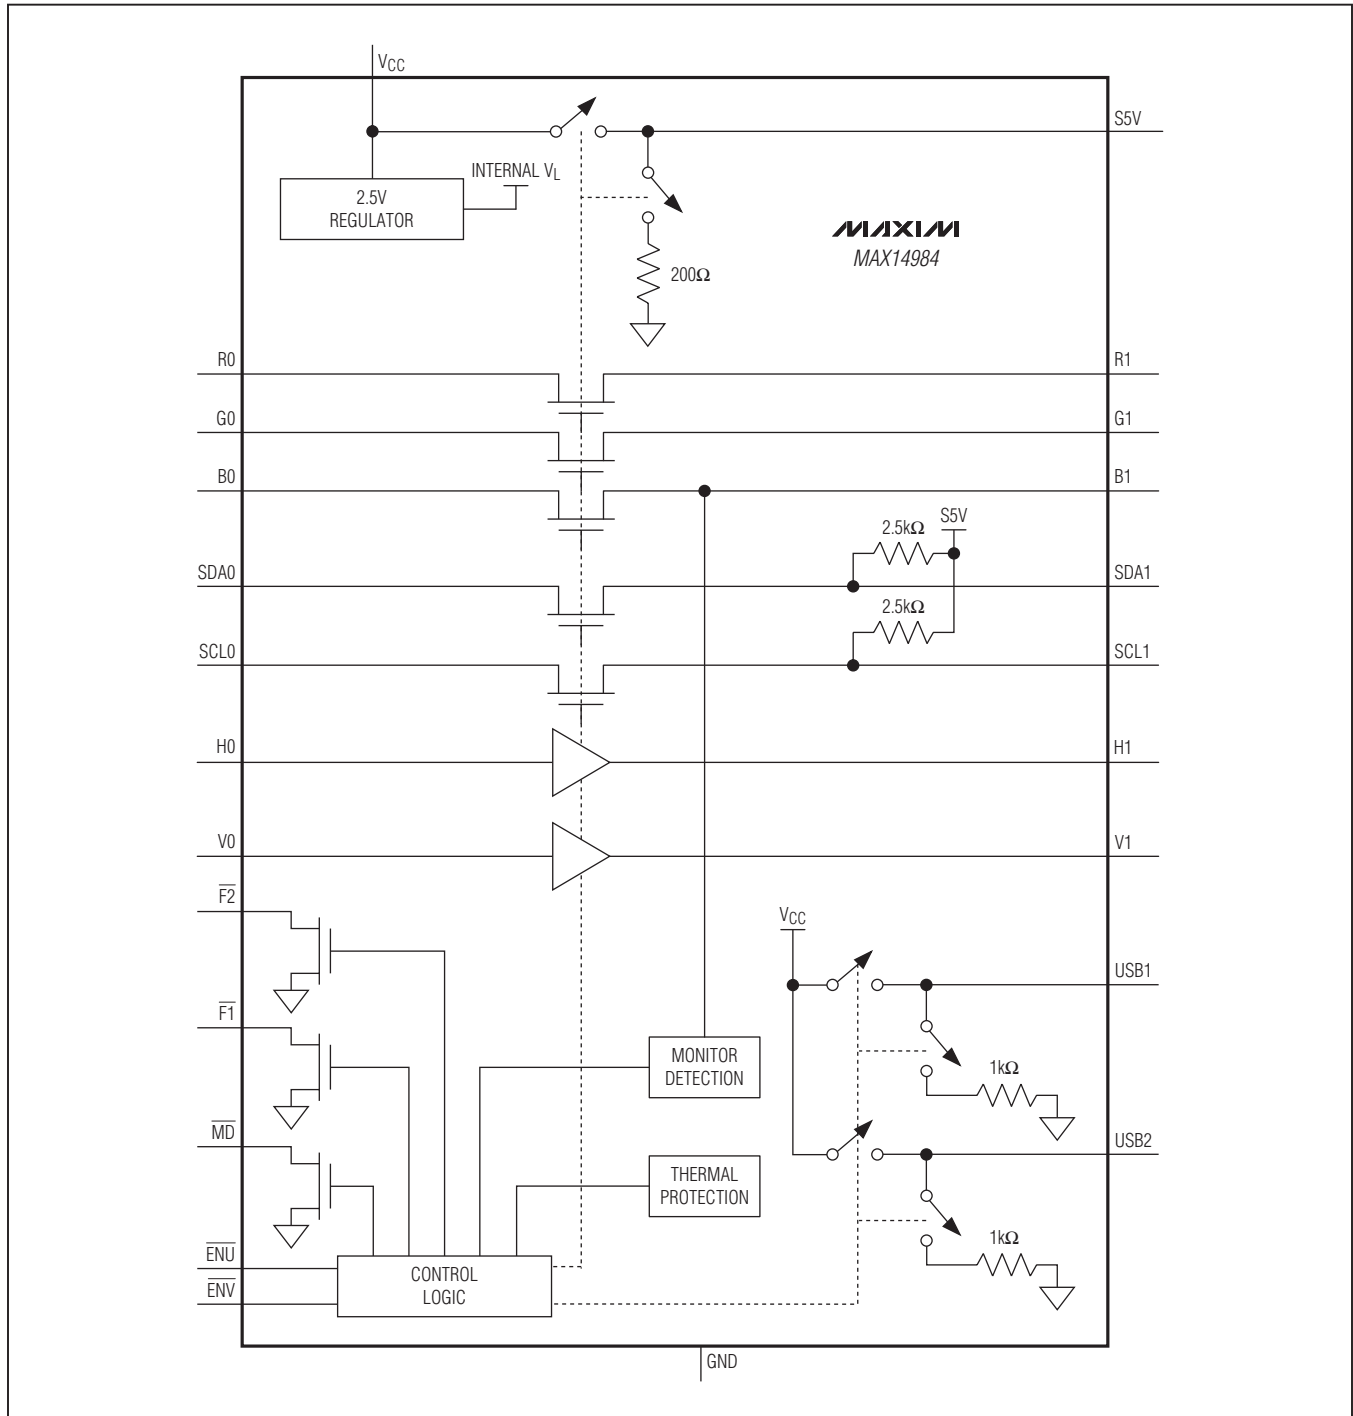 VCC
S5V
INTERNAL VL
2.5V
REGULATOR
MAXIM
MAX14984
200Ω
R0
R1
G0
G1
B0
B1
S5V
2.5kΩ
SDA0
SDA1
2.5kΩ
SCL0
SCL1
H0
H1
V0
V1
F2
VCC
USB1
F1
MONITOR
DETECTION
1kΩ
MD
USB2
THERMAL
PROTECTION
1kΩ
ENU
CONTROL
LOGIC
ENV
GND